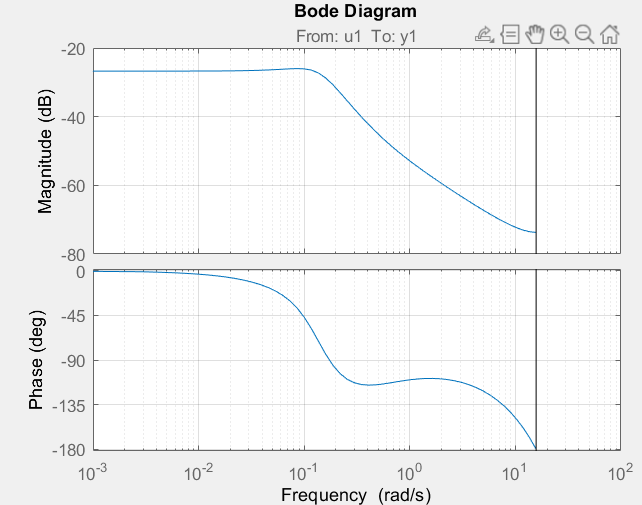 Bode Diagram
From: u1 To: y1
Magnitude (dB)
-20
-40
-60
-80
Phase (deg)
0
-45
-90
-135
-180
10^-3 10^-2 10^-1 10^0 10^1 10^2
Frequency (rad/s)